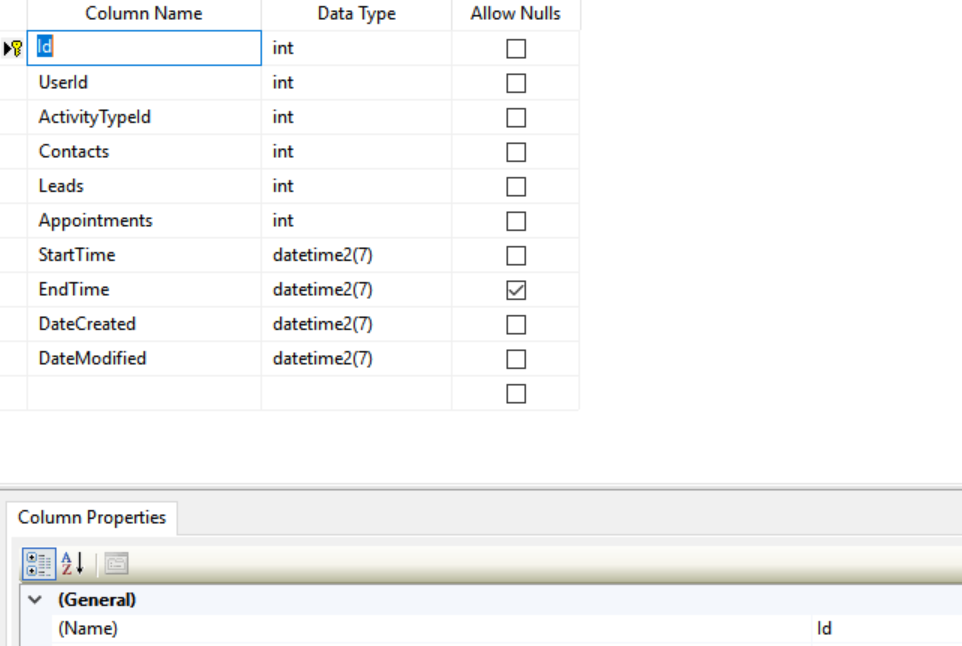 Column Name Data Type Allow Nulls
Id int
UserId int
ActivityTypeId int
Contacts int
Leads int
Appointments int
StartTime datetime2(7)
EndTime datetime2(7)
DateCreated datetime2(7)
DateModified datetime2(7)
Column Properties
A Z
(General)
(Name) Id